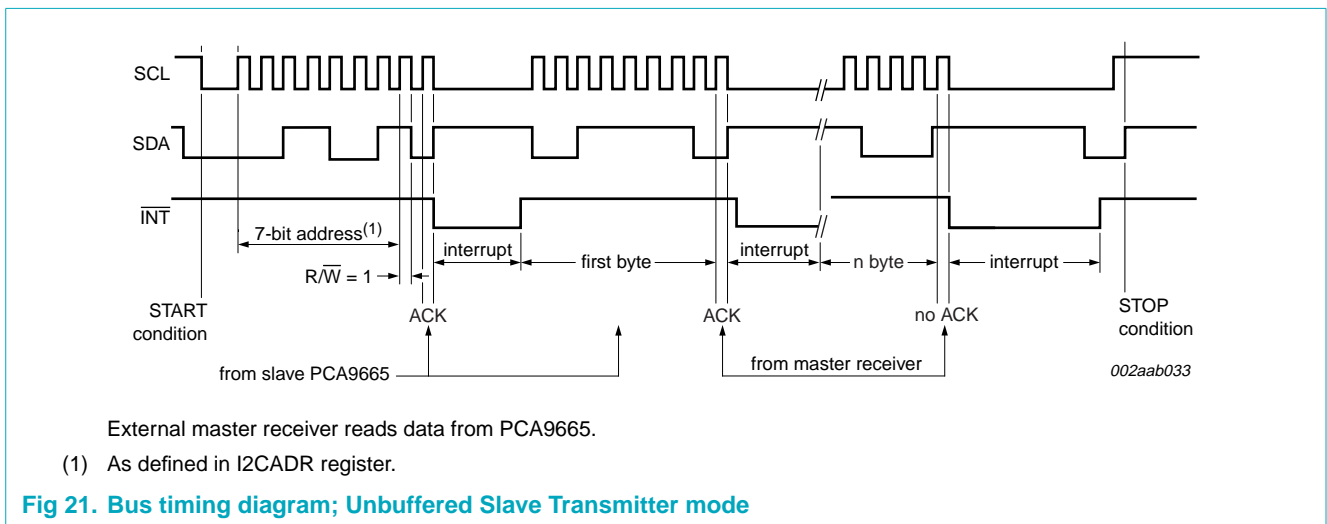 SCL
SDA
INT
7-bit address(1)
R/W = 1
interrupt
first byte
interrupt
n byte
interrupt
START
condition
ACK
ACK
no ACK
STOP
condition
from slave PCA9665
from master receiver
002aab033
External master receiver reads data from PCA9665.
(1) As defined in I2CADR register.
Fig 21. Bus timing diagram; Unbuffered Slave Transmitter mode